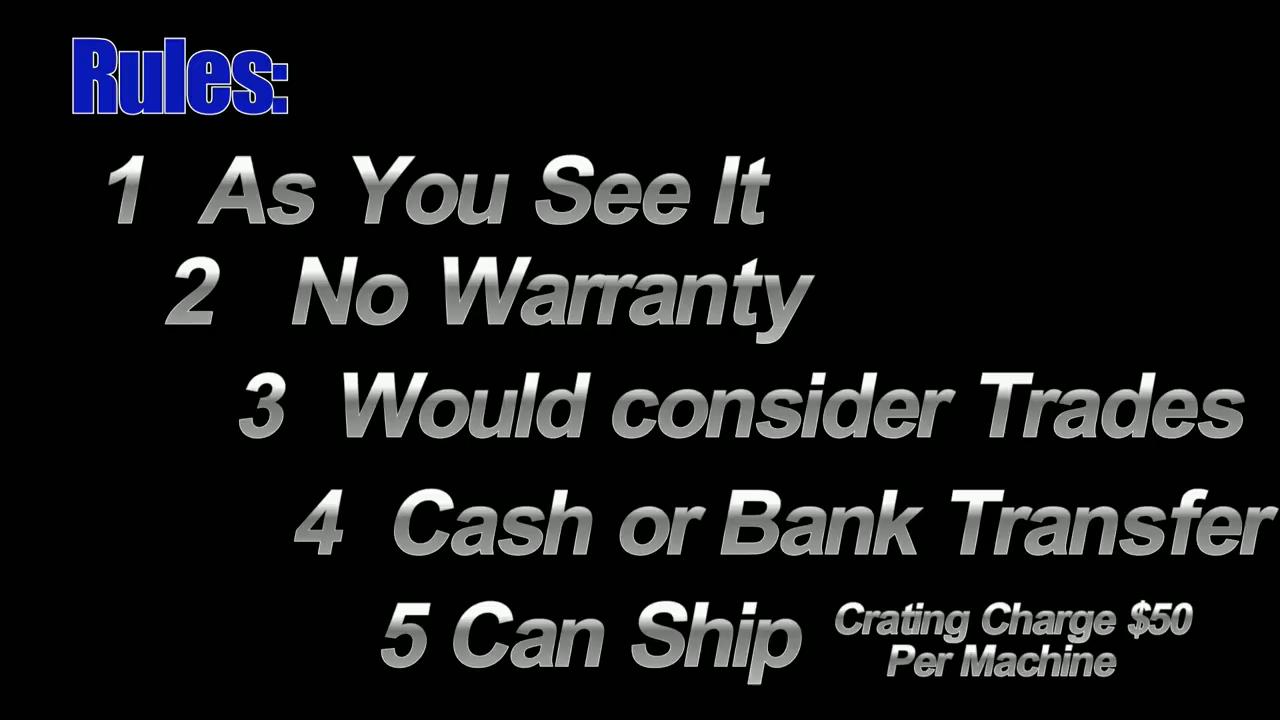 Rules:
1 As You See It
2 No Warranty
3 Would consider Trades
4 Cash or Bank Transfer
5 Can Ship Crating Charge $50
Per Machine